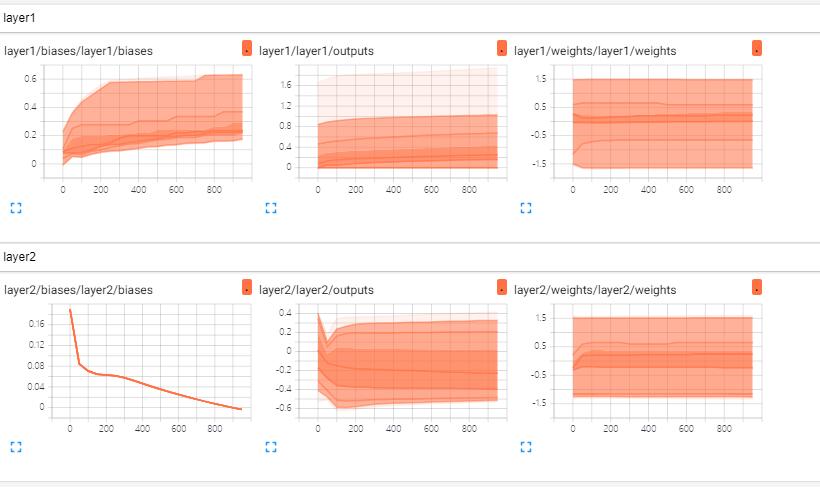 layer1
layer1/biases/layer1/biases
.
layer1/layer1/outputs
.
layer1/weights/layer1/weights
.
0.6
0.4
0.2
0
0 200 400 600 800
1.6
1.2
0.8
0.4
0
0 200 400 600 800
1.5
0.5
-0.5
-1.5
0 200 400 600 800
layer2
layer2/biases/layer2/biases
.
layer2/layer2/outputs
.
layer2/weights/layer2/weights
.
0.16
0.12
0.08
0.04
0
0 200 400 600 800
0.4
0.2
0
-0.2
-0.4
-0.6
0 200 400 600 800
1.5
0.5
-0.5
-1.5
0 200 400 600 800